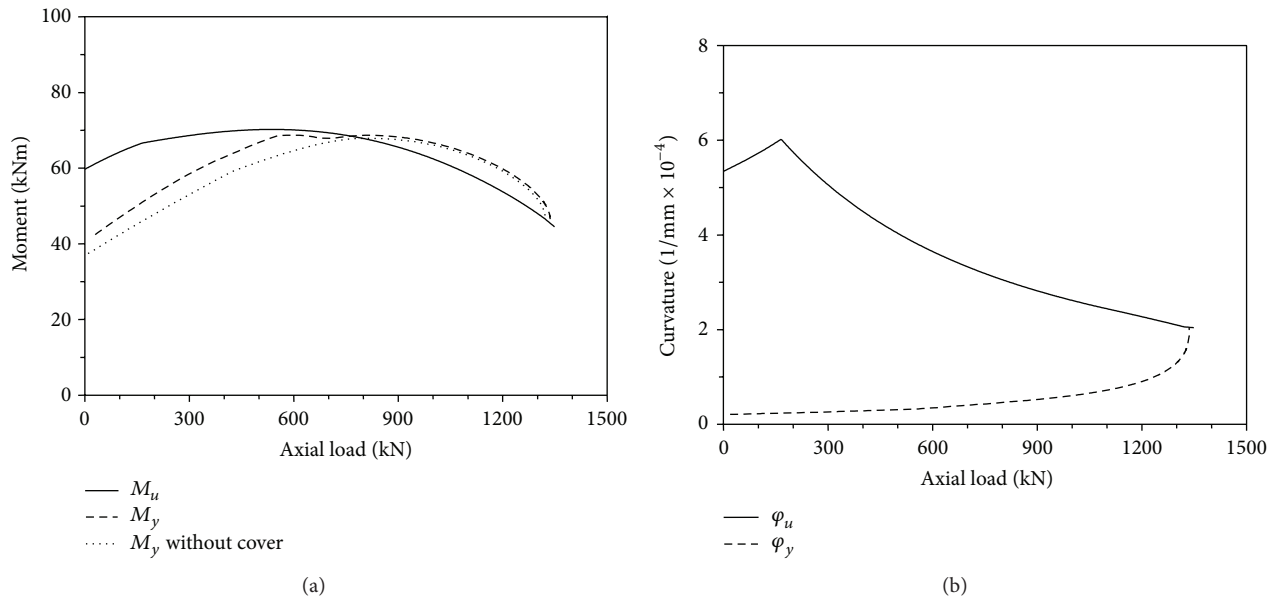 100
80
60
40
20
0
Moment (kNm)
0 300 600 900 1200 1500
Axial load (kN)
M_u
M_y
M_y without cover
(a)
8
6
4
2
0
Curvature (1/mm × 10⁻⁴)
0 300 600 900 1200 1500
Axial load (kN)
φ_u
φ_y
(b)